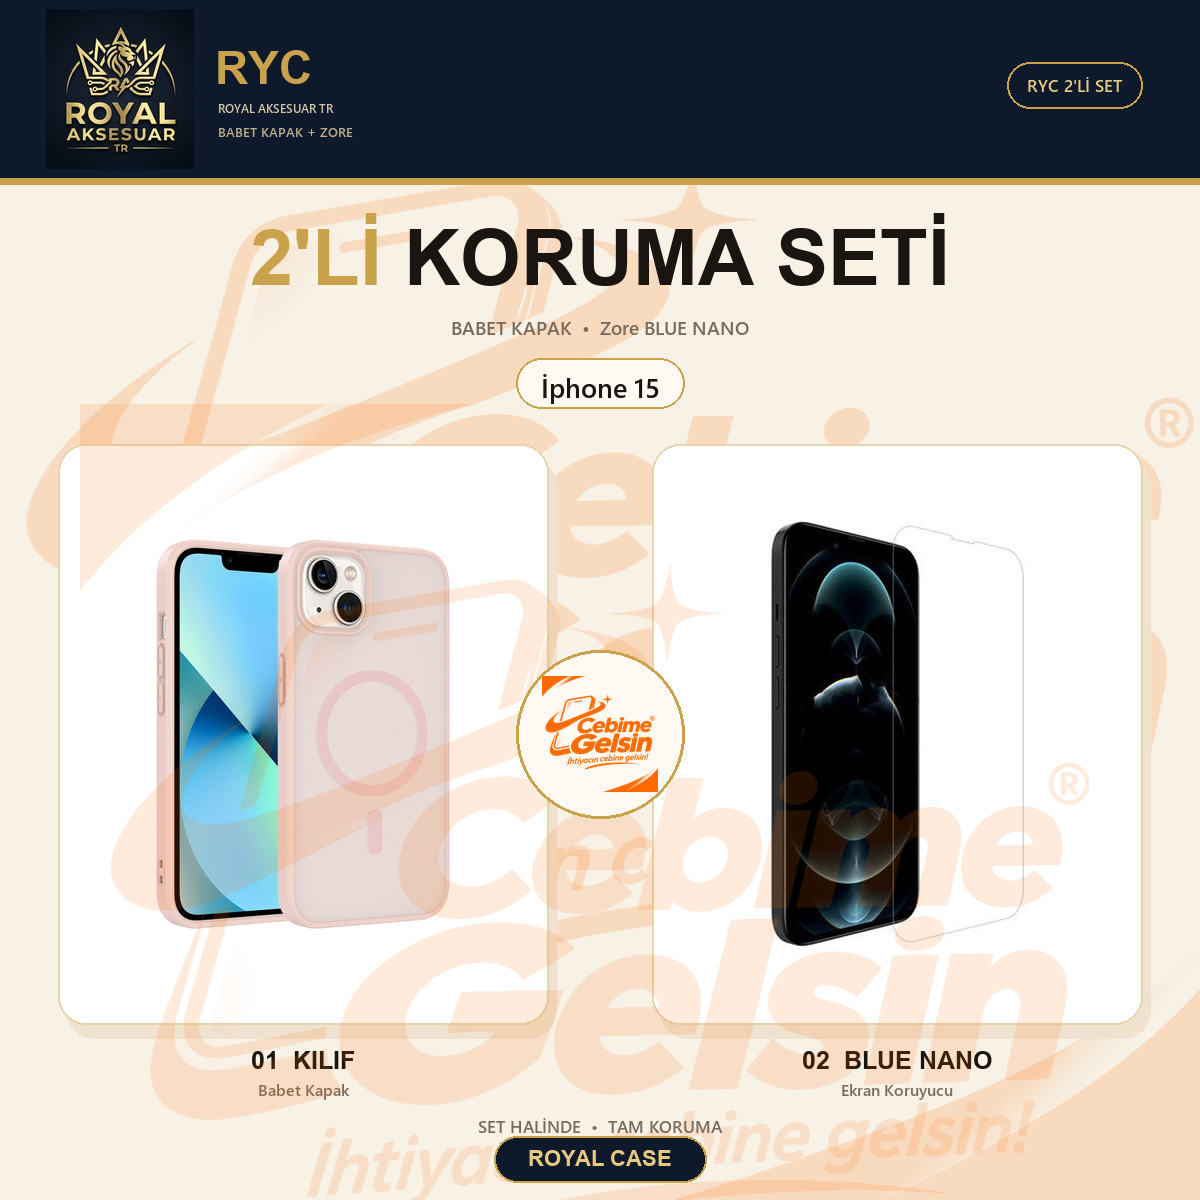 ROYAL
AKSESUAR
TR
RYC
ROYAL AKSESUAR TR
BABET KAPAK + ZORE
RYC 2'Lİ SET
2'Lİ KORUMA SETİ
BABET KAPAK • Zore BLUE NANO
İphone 15
Cebime®
Gelsin
İhtiyacın cebine gelsin!
Cebime®
Gelsin
01 KILIF
Babet Kapak
02 BLUE NANO
Ekran Koruyucu
SET HALİNDE • TAM KORUMA
ROYAL CASE